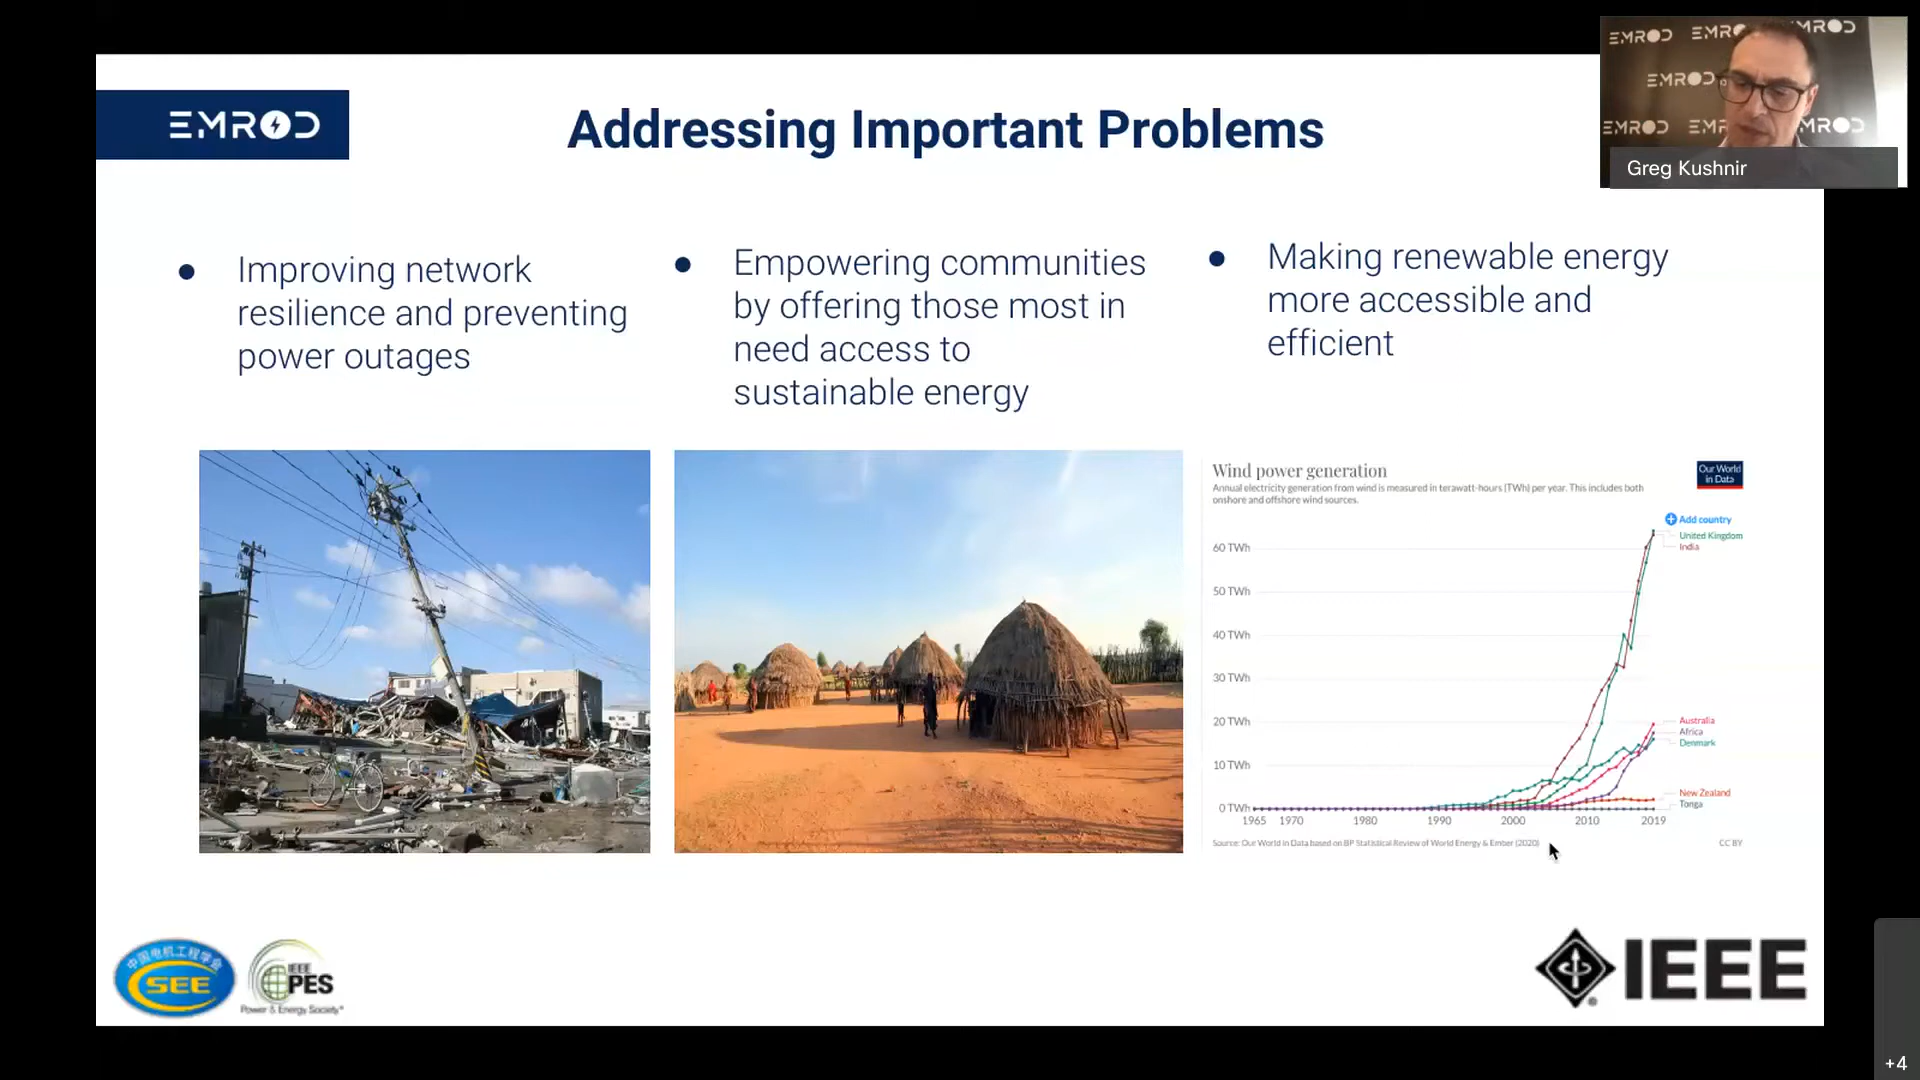 EMROD
Addressing Important Problems
EMROD
EMROD
EMROD
Greg Kushnir
• Improving network
resilience and preventing
power outages
• Empowering communities
by offering those most in
need access to
sustainable energy
• Making renewable energy
more accessible and
efficient
Wind power generation
Annual electricity generation from wind is measured in terawatt-hours (TWh) per year. This includes both
onshore and offshore wind sources.
Our World
in Data
Add country
United Kingdom
India
60 TWh
50 TWh
40 TWh
30 TWh
20 TWh
10 TWh
0 TWh
Australia
Africa
Denmark
New Zealand
Tonga
1965 1970 1980 1990 2000 2010 2019
Source: Our World in Data based on BP Statistical Review of World Energy & Ember (2020)
CC BY
中国电机工程学会
SEE
IEEE
PES
Power & Energy Society
IEEE
+4